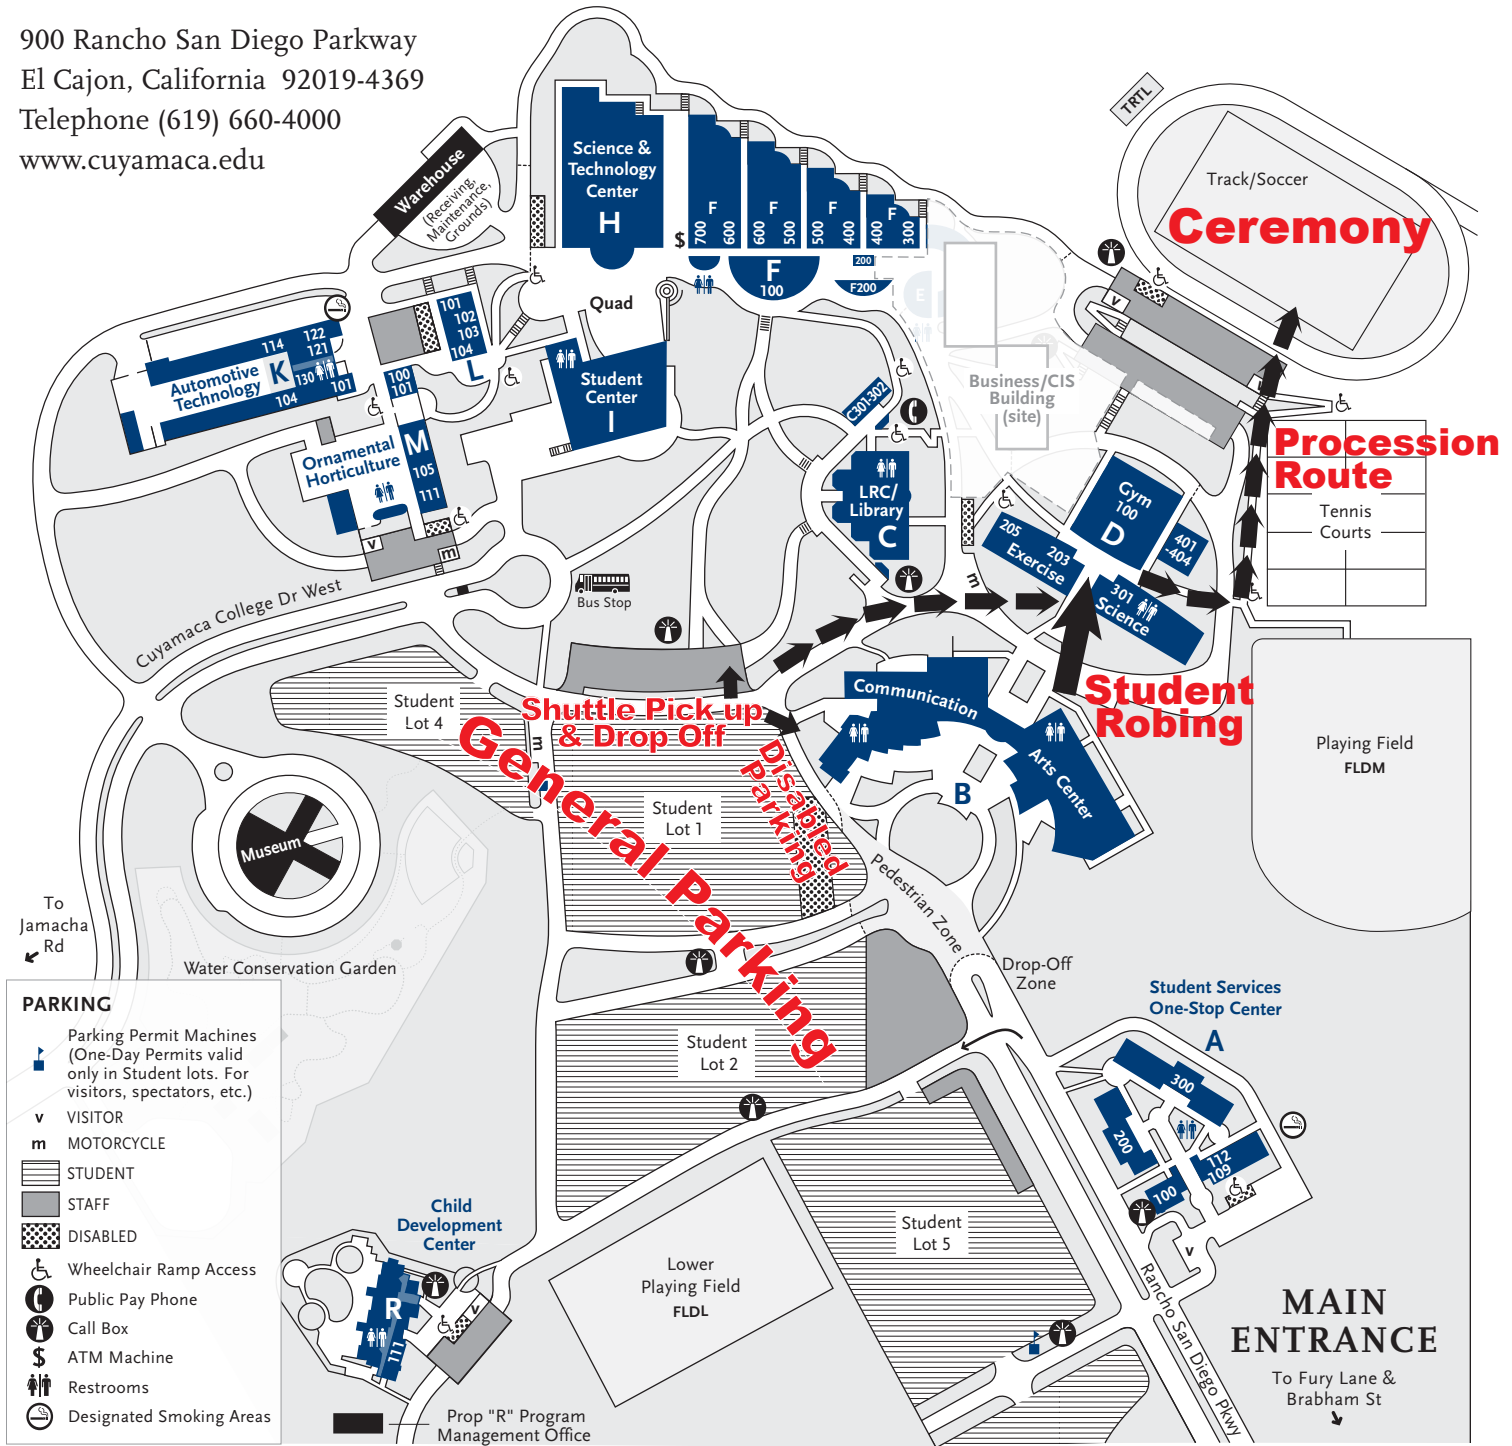 900 Rancho San Diego Parkway
El Cajon, California  92019-4369
Telephone (619) 660-4000
www.cuyamaca.edu
TRTL
Track/Soccer
Ceremony
Warehouse
(Receiving,
Maintenance,
Grounds)
Science &
Technology
Center
H
$
F
700
600
F
600
500
F
500
400
F
400
300
F
100
200
F200
E
Quad
101
102
103
104
L
122
121
114
K
130
101
104
Automotive
Technology
100
101
M
105
111
Ornamental
Horticulture
v
m
Student
Center
I
C301-302
Business/CIS
Building
(site)
v
LRC/
Library
C
m
Gym
100
D
401
-404
205
203
Exercise
301
Science
Procession
Route
Tennis
Courts
Bus Stop
Cuyamaca College Dr West
Student
Lot 4
Shuttle Pick up
& Drop Off
General Parking
m
Disabled
Parking
Student
Lot 1
Communication
Arts Center
B
Student
Robing
Playing Field
FLDM
Museum
To
Jamacha
Rd
Water Conservation Garden
Pedestrian Zone
Drop-Off
Zone
Student Services
One-Stop Center
A
300
200
112
109
100
v
Student
Lot 2
Student
Lot 5
Child
Development
Center
R
111
v
Lower
Playing Field
FLDL
Rancho San Diego Pkwy
MAIN
ENTRANCE
To Fury Lane &
Brabham St
Prop "R" Program
Management Office
PARKING
Parking Permit Machines
(One-Day Permits valid
only in Student lots. For
visitors, spectators, etc.)
v VISITOR
m MOTORCYCLE
STUDENT
STAFF
DISABLED
Wheelchair Ramp Access
Public Pay Phone
Call Box
$ ATM Machine
Restrooms
Designated Smoking Areas